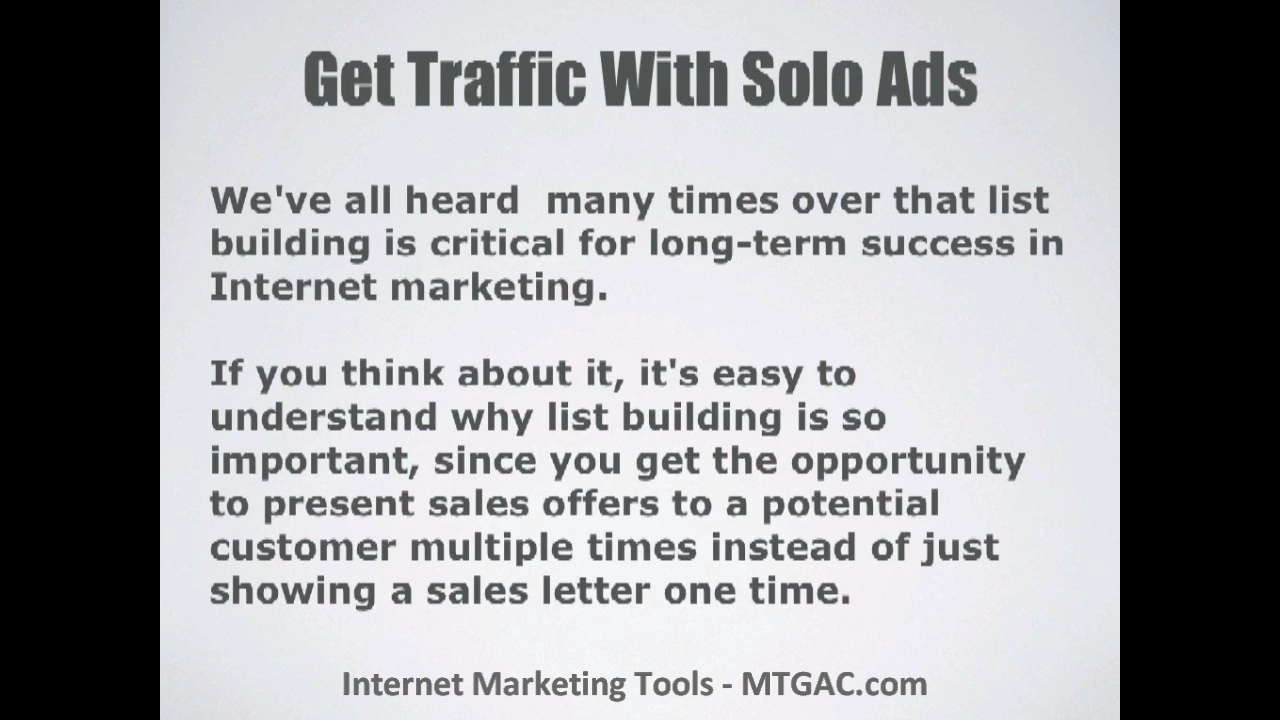 Get Traffic With Solo Ads
We've all heard  many times over that list
building is critical for long-term success in
Internet marketing.
If you think about it, it's easy to
understand why list building is so
important, since you get the opportunity
to present sales offers to a potential
customer multiple times instead of just
showing a sales letter one time.
Internet Marketing Tools - MTGAC.com